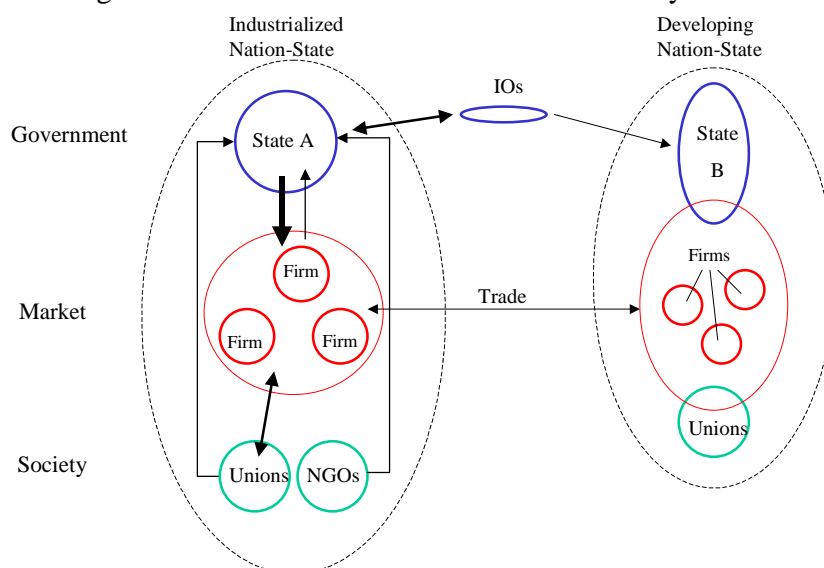 Industrialized
Nation-State
Developing
Nation-State
IOs
Government
State A
State
B
Firm
Firms
Market
Trade
Firm
Firm
Society
Unions
NGOs
Unions